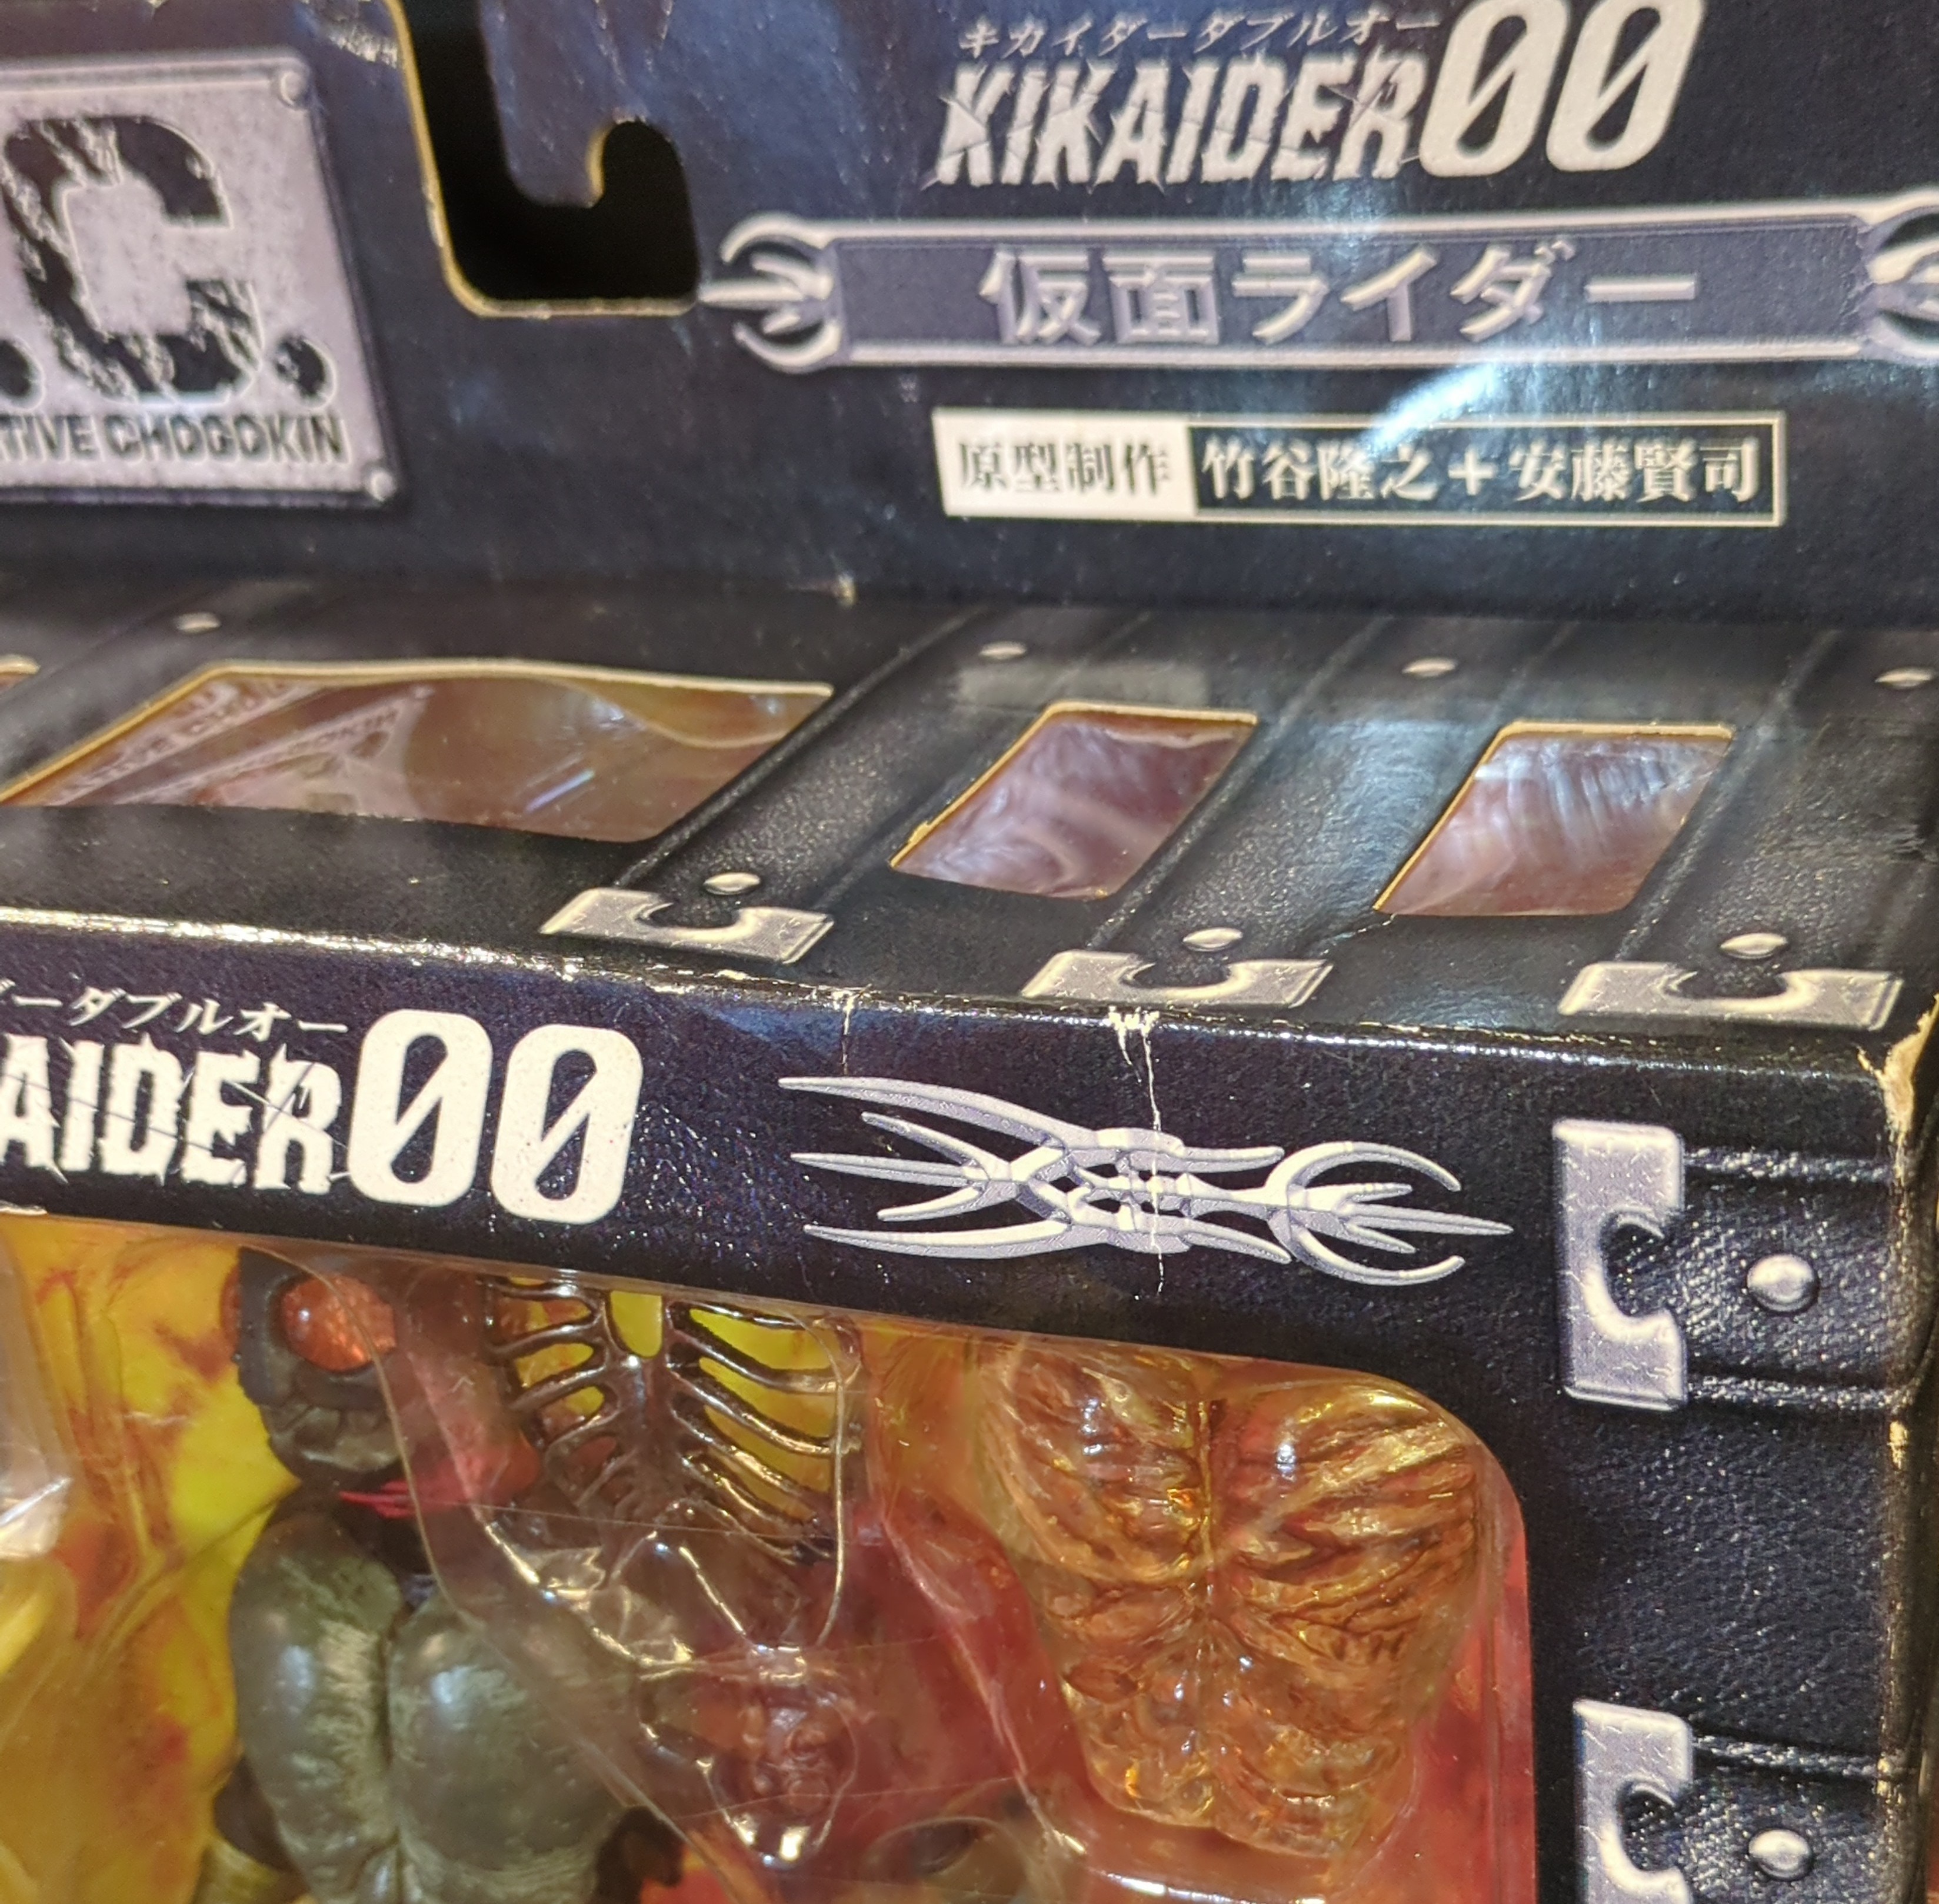 キカイダーダブルオー
KIKAIDER00
仮面ライダー
C
TIVE CHOGOKIN
原型制作 竹谷隆之+安藤賢司
ーダブルオー
AIDER00